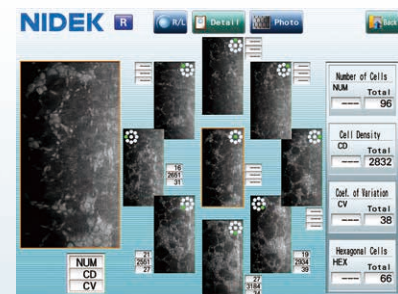 NIDEK R R/L Detail Photo Back
Number of Cells
NUM Total
--- 96
Cell Density
CD Total
--- 2832
Coef. of Variation
CV Total
--- 38
Hexagonal Cells
HEX Total
--- 66
16
2651
31
21
2551
27
19
2934
39
27
3184
34
NUM
CD
CV